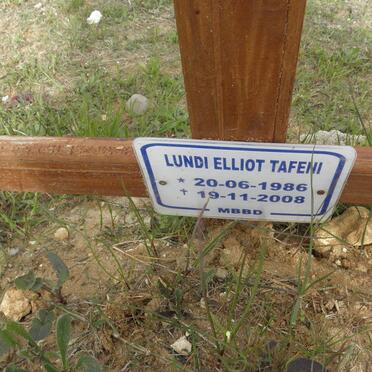 LUNDI ELLIOT TAFENI
* 20-06-1986
† 19-11-2008
MBBD